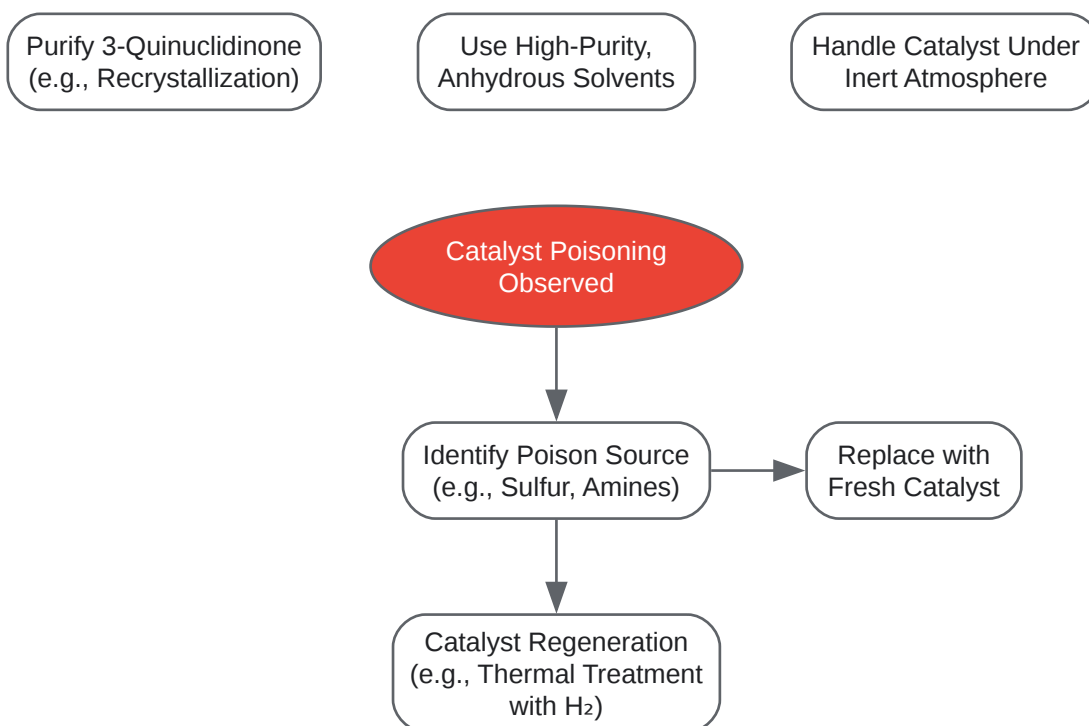 Purify 3-Quinuclidinone
(e.g., Recrystallization)
Use High-Purity,
Anhydrous Solvents
Handle Catalyst Under
Inert Atmosphere
Catalyst Poisoning
Observed
Identify Poison Source
(e.g., Sulfur, Amines)
Replace with
Fresh Catalyst
Catalyst Regeneration
(e.g., Thermal Treatment
with H₂)